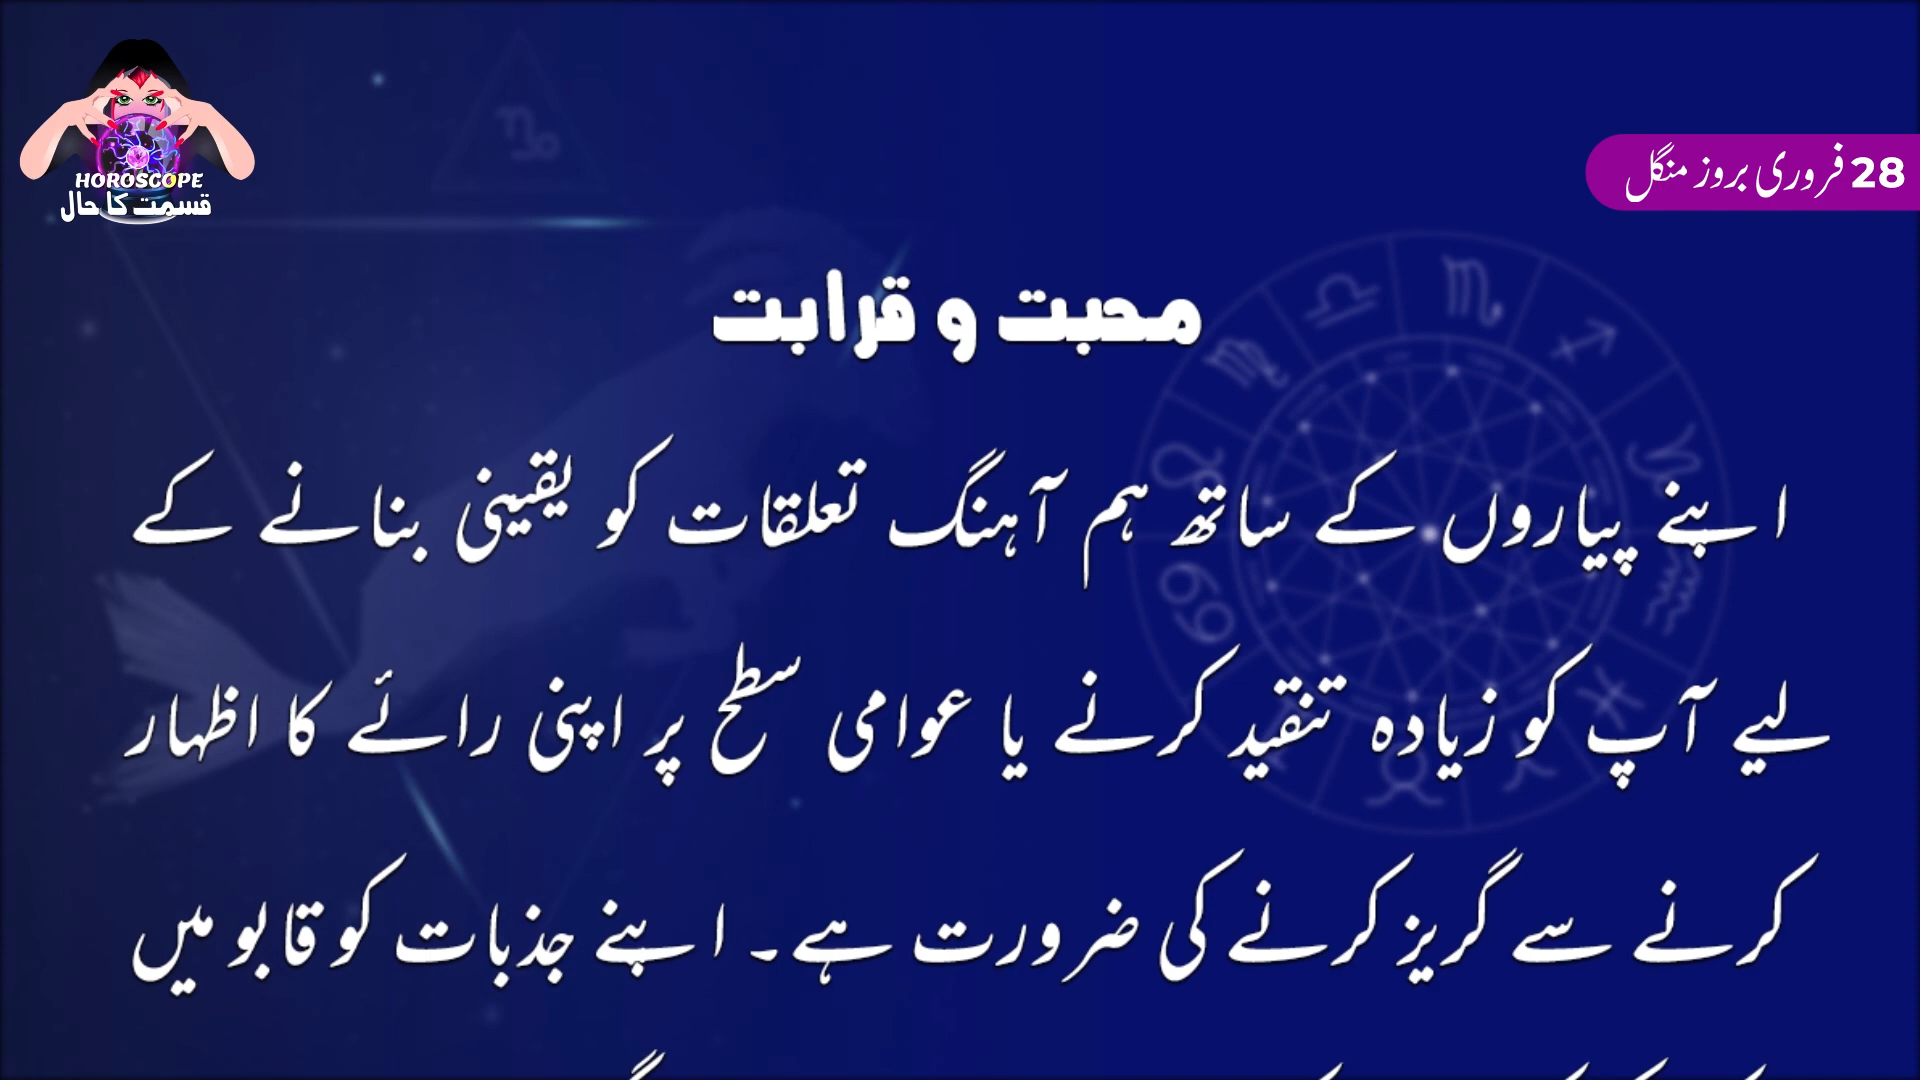 HOROSCOPE
قسمت کا حال
28 فروری بروز منگل
محبت و قرابت
اپنے پیاروں کے ساتھ ہم آہنگ تعلقات کو یقینی بنانے کے
لیے آپ کو زیادہ تنقید کرنے یا عوامی سطح پر اپنی رائے کا اظہار
کرنے سے گریز کرنے کی ضرورت ہے۔ اپنے جذبات کو قابو میں